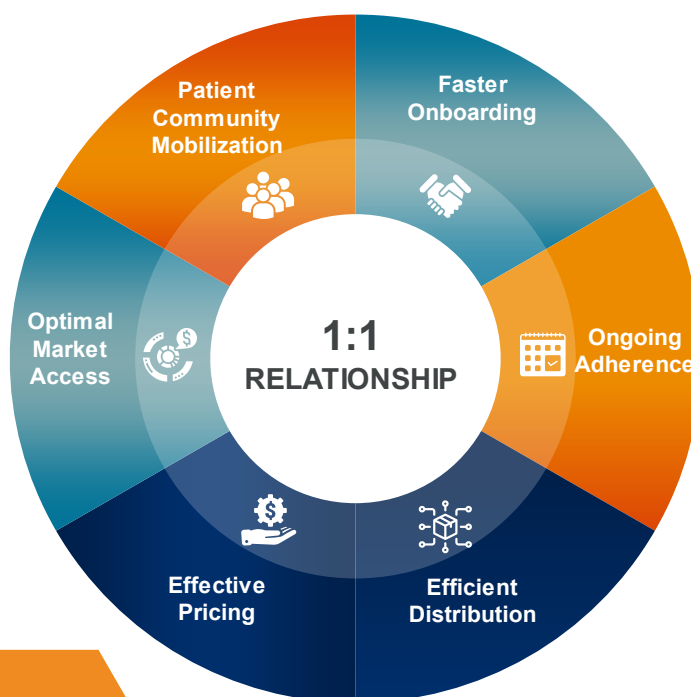 Patient
Community
Mobilization
Faster
Onboarding
Optimal
Market
Access
1:1
RELATIONSHIP
Ongoing
Adherence
Effective
Pricing
Efficient
Distribution
$
$